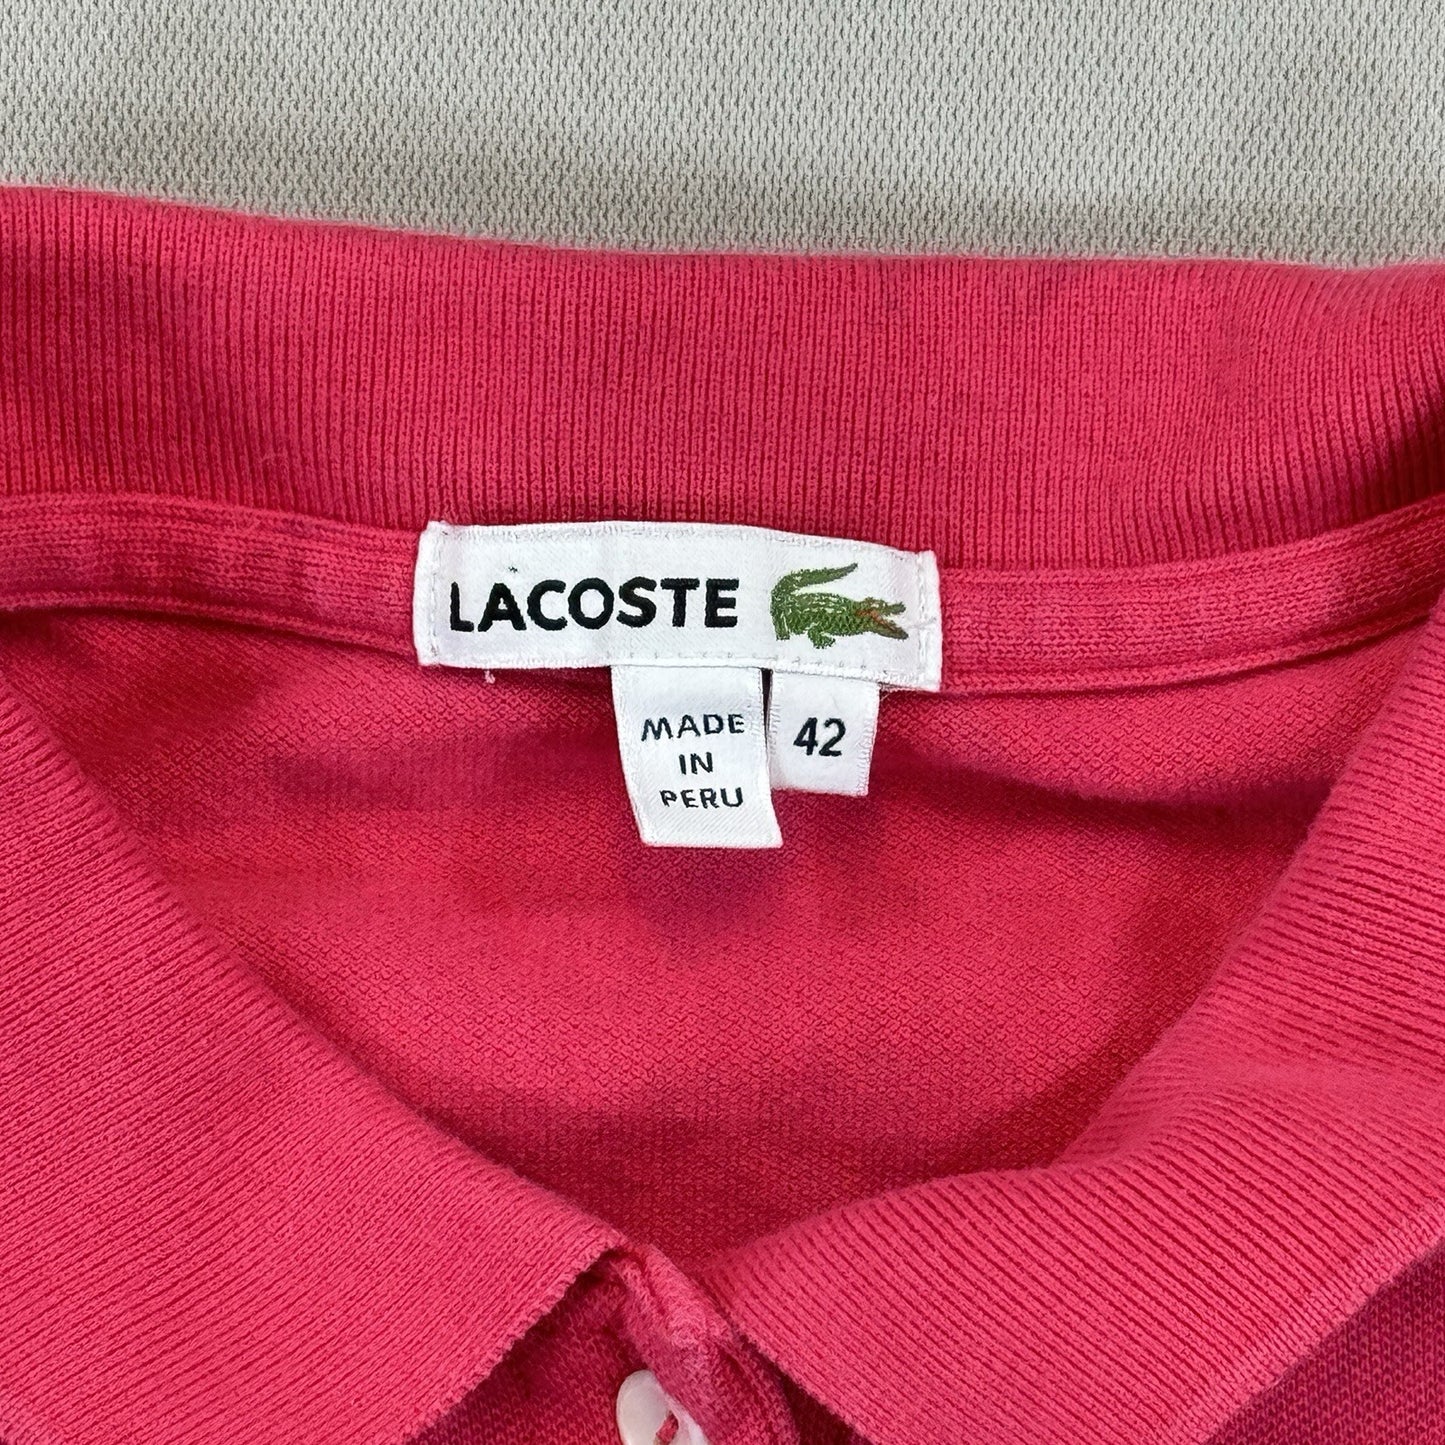 LACOSTE
MADE
IN
PERU
42